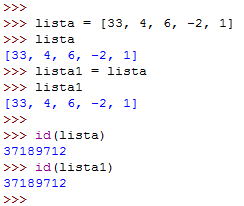 >>>
>>> lista = [33, 4, 6, -2, 1]
>>> lista
[33, 4, 6, -2, 1]
>>> lista1 = lista
>>> lista1
[33, 4, 6, -2, 1]
>>>
>>> id(lista)
37189712
>>> id(lista1)
37189712
>>>